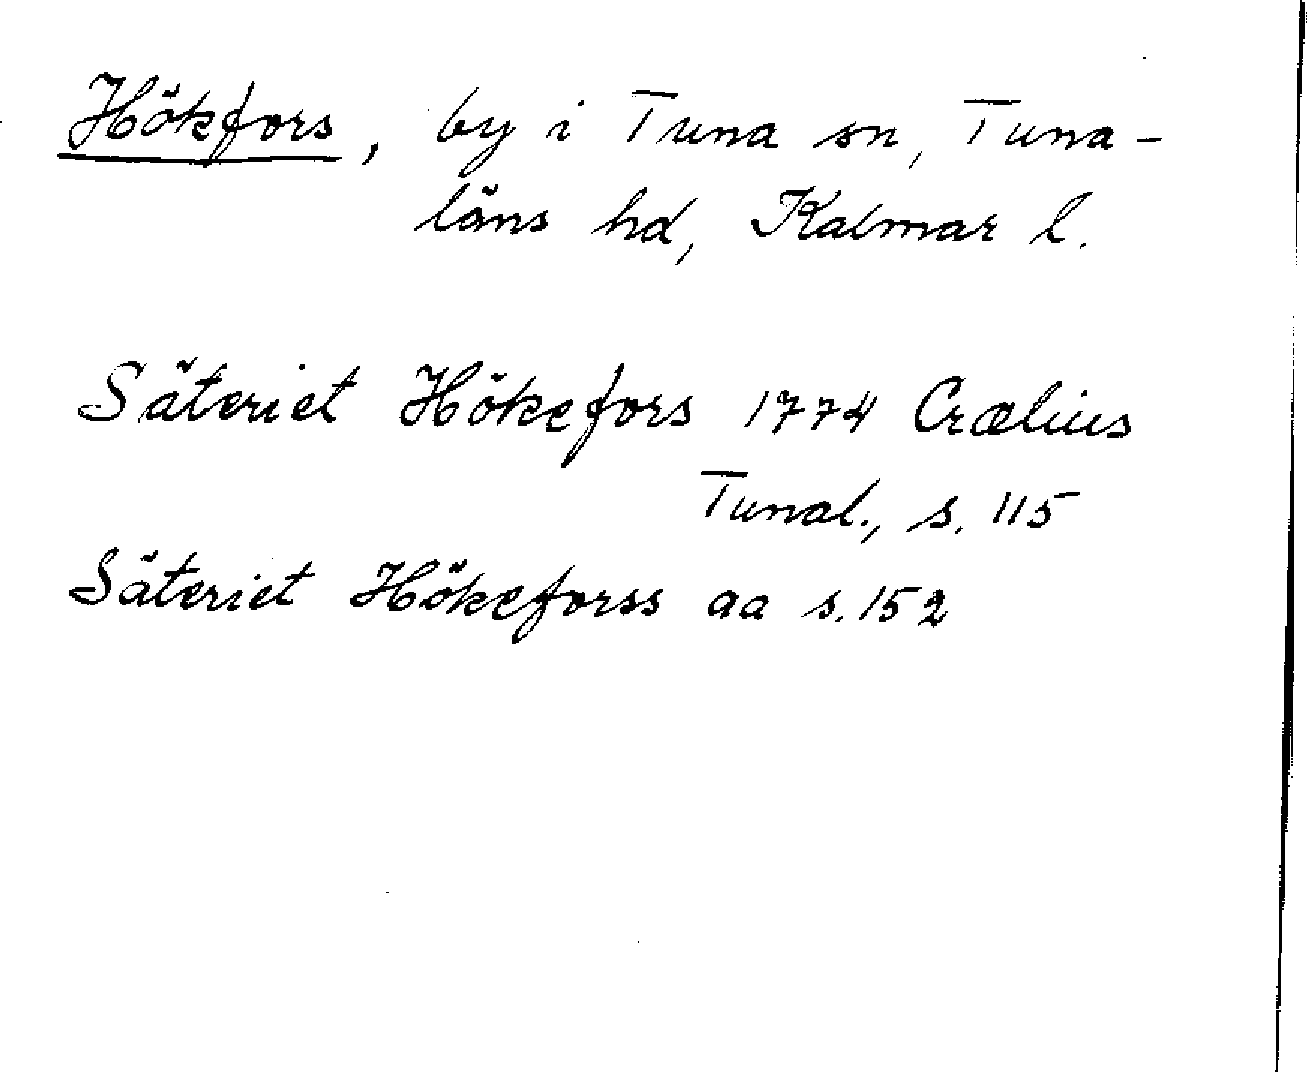 Hökfors, by i Tuna sn, Tuna-
läns hd, Kalmar l.
Säteriet Hökefors 1774 Crælius
Tunal., s. 115
Säteriet Hökeforss aa s. 152